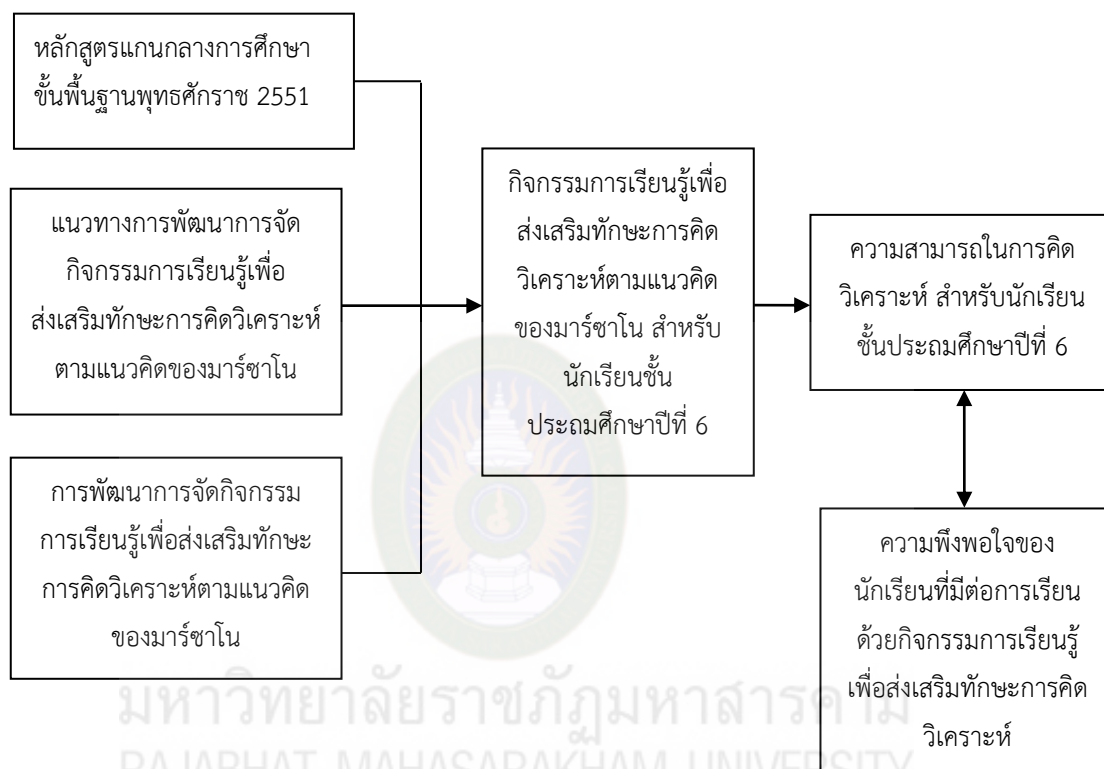 หลักสูตรแกนกลางการศึกษา
ขั้นพื้นฐานพุทธศักราช 2551
แนวทางการพัฒนาการจัด
กิจกรรมการเรียนรู้เพื่อ
ส่งเสริมทักษะการคิดวิเคราะห์
ตามแนวคิดของมาร์ซาโน
การพัฒนาการจัดกิจกรรม
การเรียนรู้เพื่อส่งเสริมทักษะ
การคิดวิเคราะห์ตามแนวคิด
ของมาร์ซาโน
กิจกรรมการเรียนรู้เพื่อ
ส่งเสริมทักษะการคิด
วิเคราะห์ตามแนวคิด
ของมาร์ซาโน สำหรับ
นักเรียนชั้น
ประถมศึกษาปีที่ 6
ความสามารถในการคิด
วิเคราะห์ สำหรับนักเรียน
ชั้นประถมศึกษาปีที่ 6
ความพึงพอใจของ
นักเรียนที่มีต่อการเรียน
ด้วยกิจกรรมการเรียนรู้
เพื่อส่งเสริมทักษะการคิด
วิเคราะห์
มหาวิทยาลัยราชภัฏมหาสารคาม
RAJABHAT MAHASARAKHAM UNIVERSITY